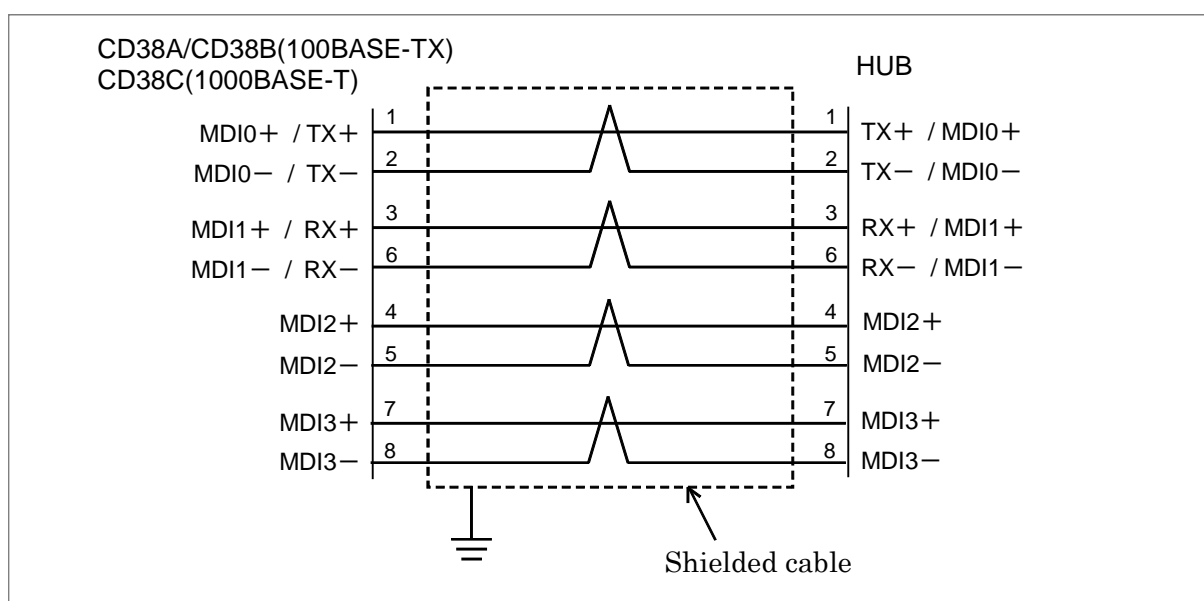 CD38A/CD38B(100BASE-TX)
CD38C(1000BASE-T)
HUB
MDI0＋ / TX＋ 1 1 TX＋ / MDI0＋
MDI0－ / TX－ 2 2 TX－ / MDI0－
MDI1＋ / RX＋ 3 3 RX＋ / MDI1＋
MDI1－ / RX－ 6 6 RX－ / MDI1－
MDI2＋ 4 4 MDI2＋
MDI2－ 5 5 MDI2－
MDI3＋ 7 7 MDI3＋
MDI3－ 8 8 MDI3－
Shielded cable